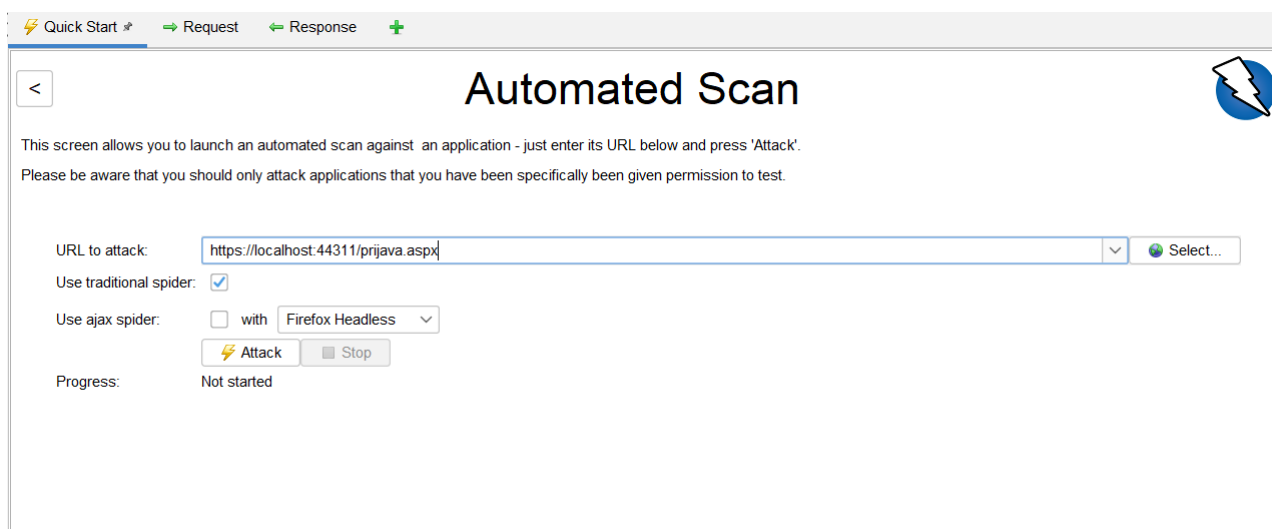 Quick Start Request Response
<
Automated Scan
This screen allows you to launch an automated scan against an application - just enter its URL below and press 'Attack'.
Please be aware that you should only attack applications that you have been specifically been given permission to test.
URL to attack: https://localhost:44311/prijava.aspx Select...
Use traditional spider:
Use ajax spider: with Firefox Headless
Attack Stop
Progress: Not started